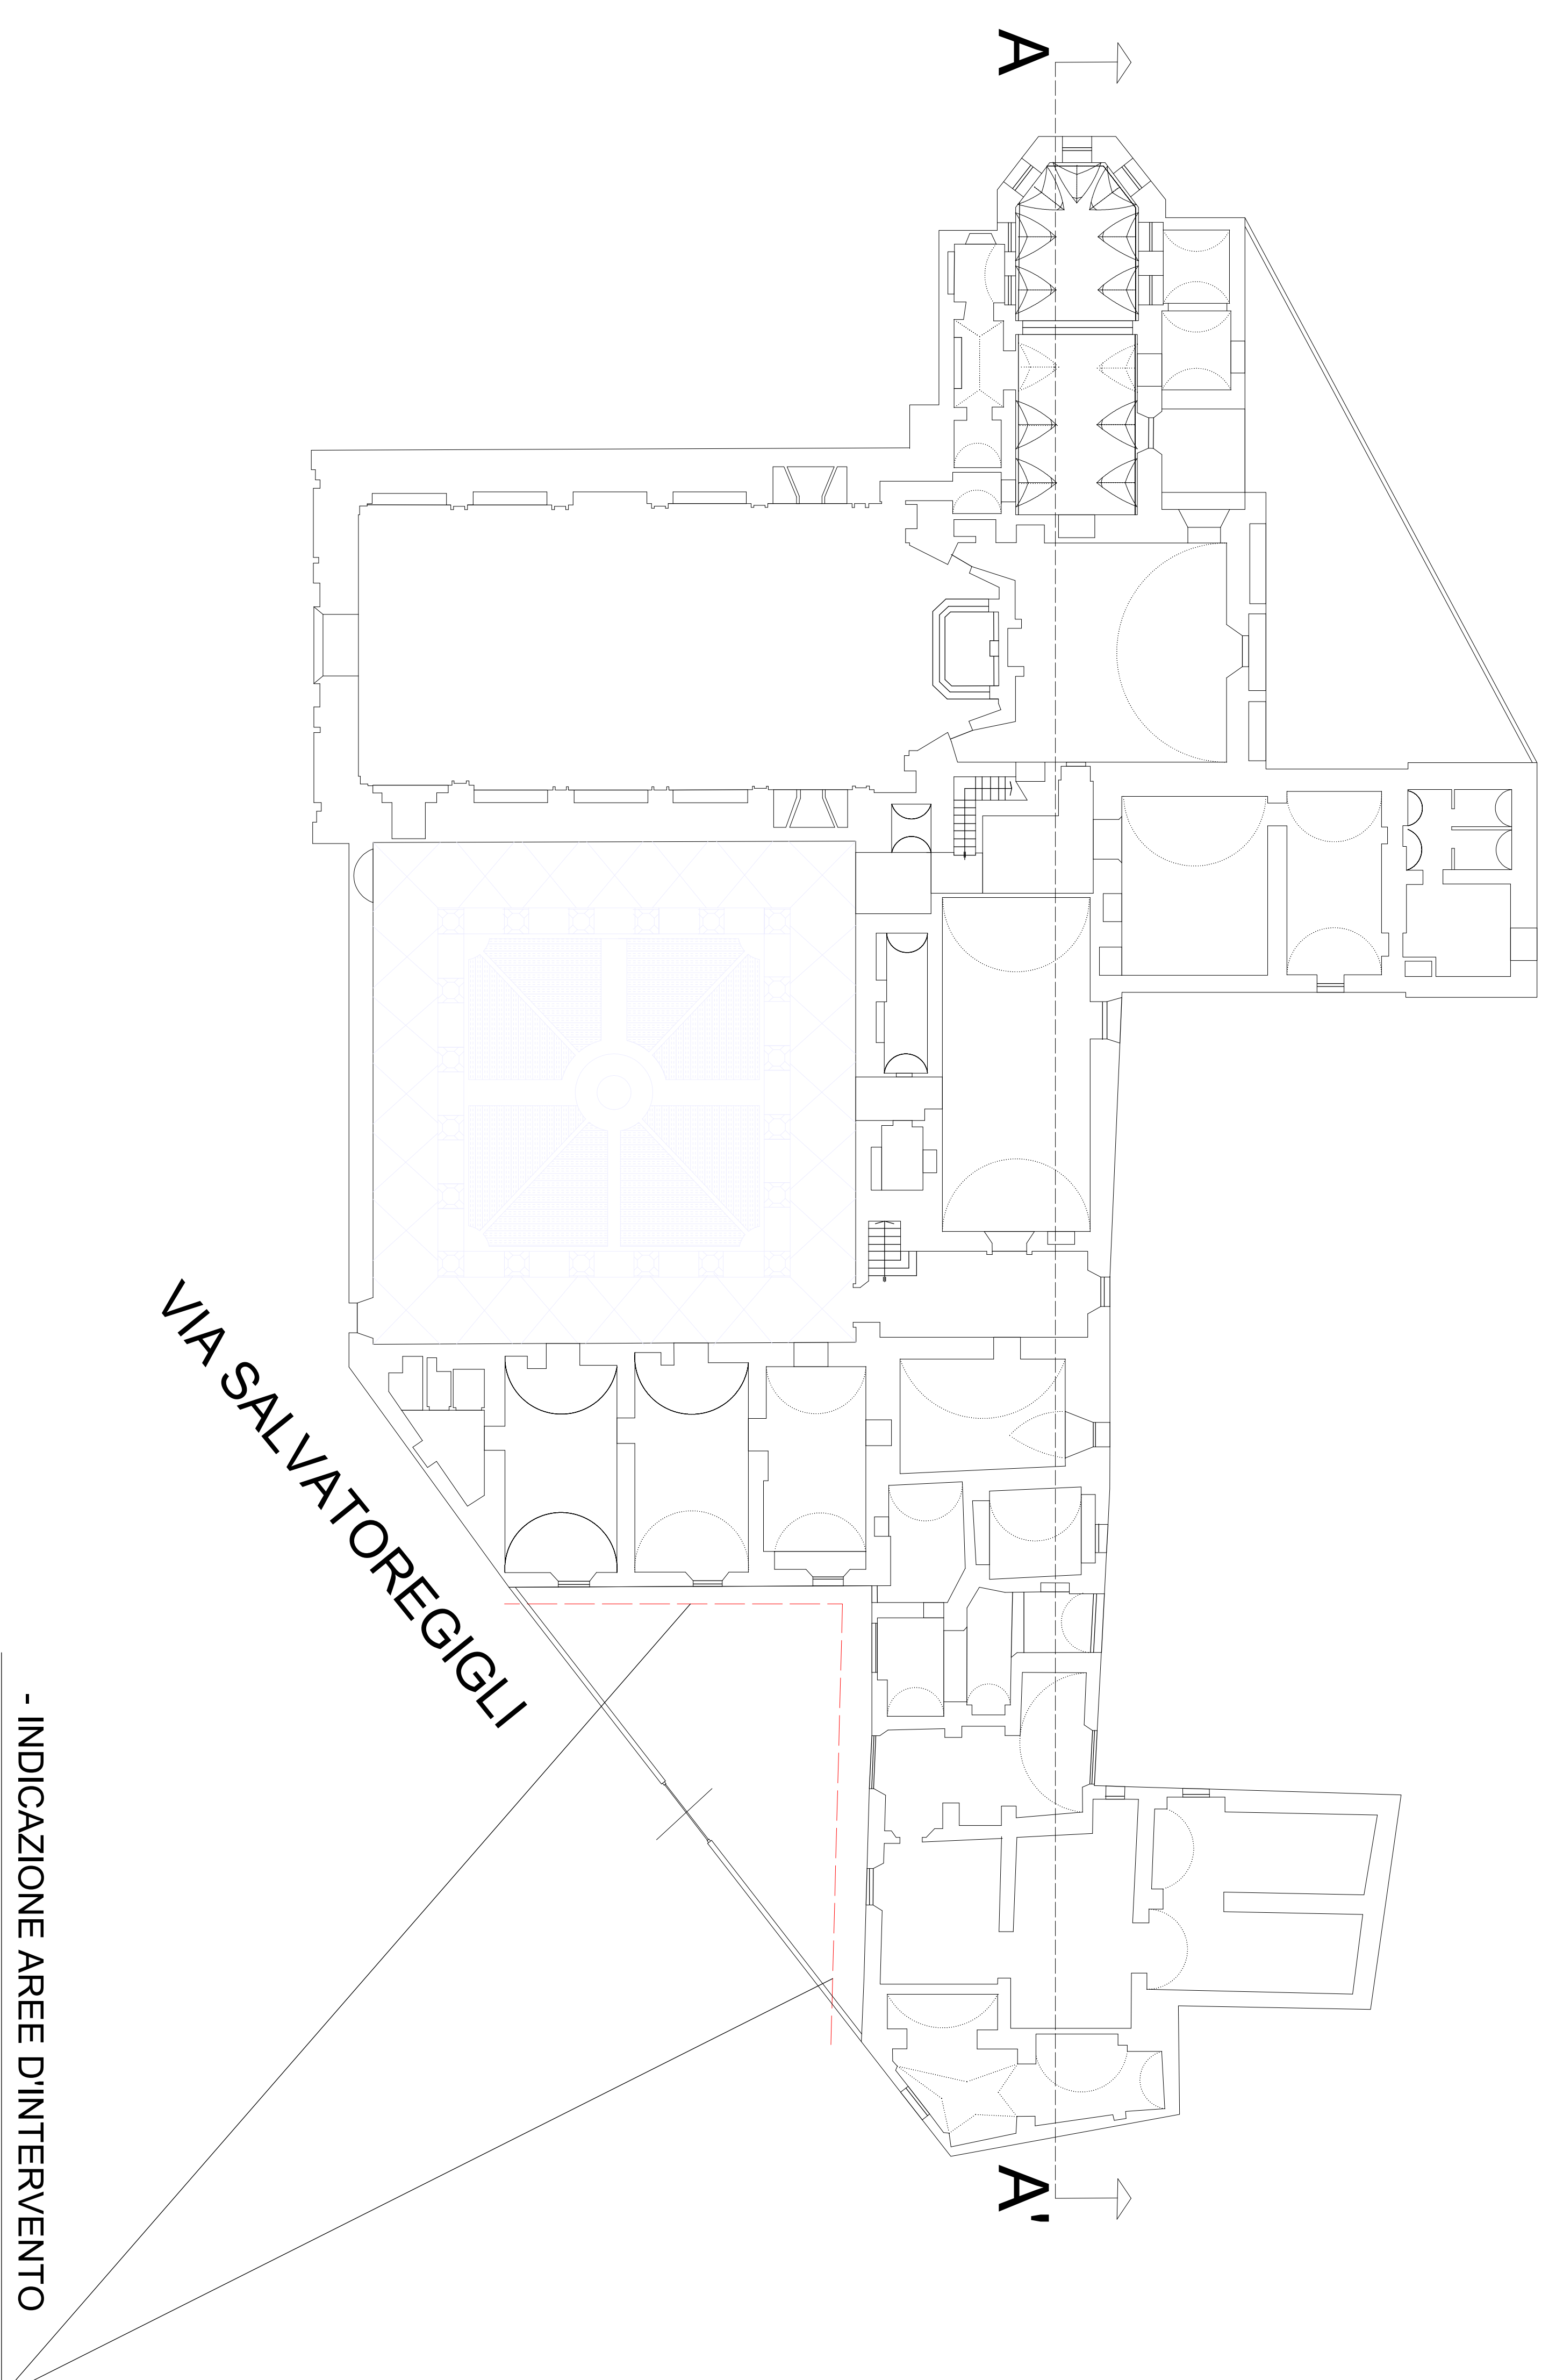 A
VIA SALVATOREGIGLI
- INDICAZIONE AREE D'INTERVENTO
A'